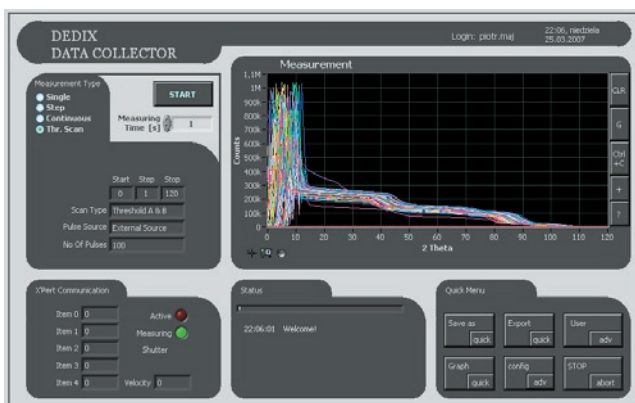 DEDIX
DATA COLLECTOR
Login: piotr.maj
22:06, niedziela
25.03.2007
Measurement Type
Single
Step
Continuous
Thr. Scan
START
Measuring
Time [s]
1
Start Step Stop
0 1 120
Scan Type Threshold A & B
Pulse Source External Source
No Of Pulses 100
Measurement
Counts
1,1M
1M
900k
800k
700k
600k
500k
400k
300k
200k
100k
0
0 10 20 30 40 50 60 70 80 90 100 110 120
2 Theta
CLR
G
Ctrl
+C
+
?
X'Pert Communication
Item 0 0
Item 1 0
Item 2 0
Item 3 0
Item 4 0
Active
Measuring
Shutter
Velocity 0
Status
22:06:01 Welcome!
Quick Menu
Save as
quick
Export
quick
User
adv
Graph
quick
config
adv
STOP
abort